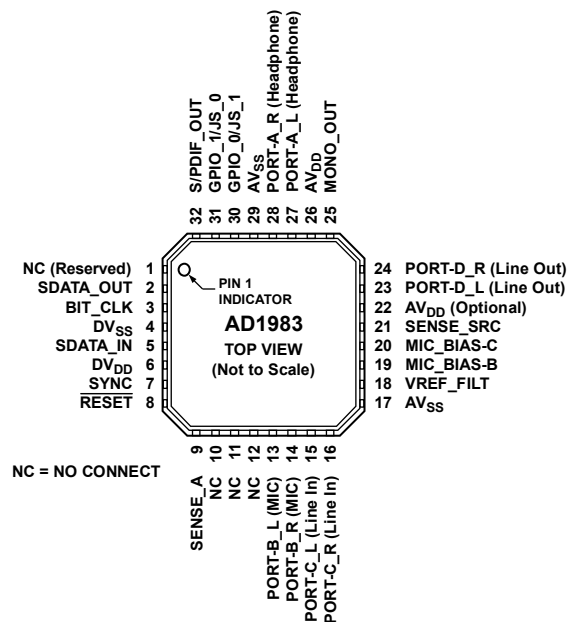 S/PDIF_OUT
GPIO_1/JS_0
GPIO_0/JS_1
AVSS
PORT-A_R (Headphone)
PORT-A_L (Headphone)
AVDD
MONO_OUT
32 31 30 29 28 27 26 25
NC (Reserved) 1
SDATA_OUT 2
BIT_CLK 3
DVSS 4
SDATA_IN 5
DVDD 6
SYNC 7
RESET 8
PIN 1
INDICATOR
AD1983
TOP VIEW
(Not to Scale)
24 PORT-D_R (Line Out)
23 PORT-D_L (Line Out)
22 AVDD (Optional)
21 SENSE_SRC
20 MIC_BIAS-C
19 MIC_BIAS-B
18 VREF_FILT
17 AVSS
9 10 11 12 13 14 15 16
SENSE_A
NC
NC
NC
PORT-B_L (MIC)
PORT-B_R (MIC)
PORT-C_L (Line In)
PORT-C_R (Line In)
NC = NO CONNECT